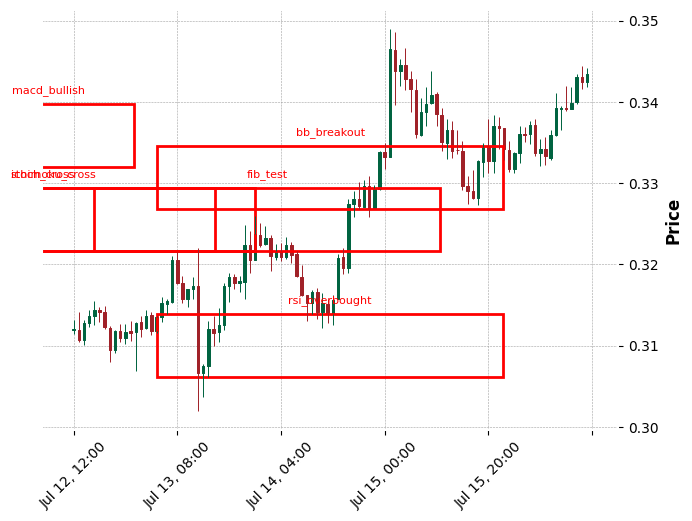 0.35
macd_bullish
0.34
bb_breakout
ichimoku_cross
fib_test
0.33
Price
0.32
rsi_overbought
0.31
0.30
Jul 12, 12:00
Jul 13, 08:00
Jul 14, 04:00
Jul 15, 00:00
Jul 15, 20:00